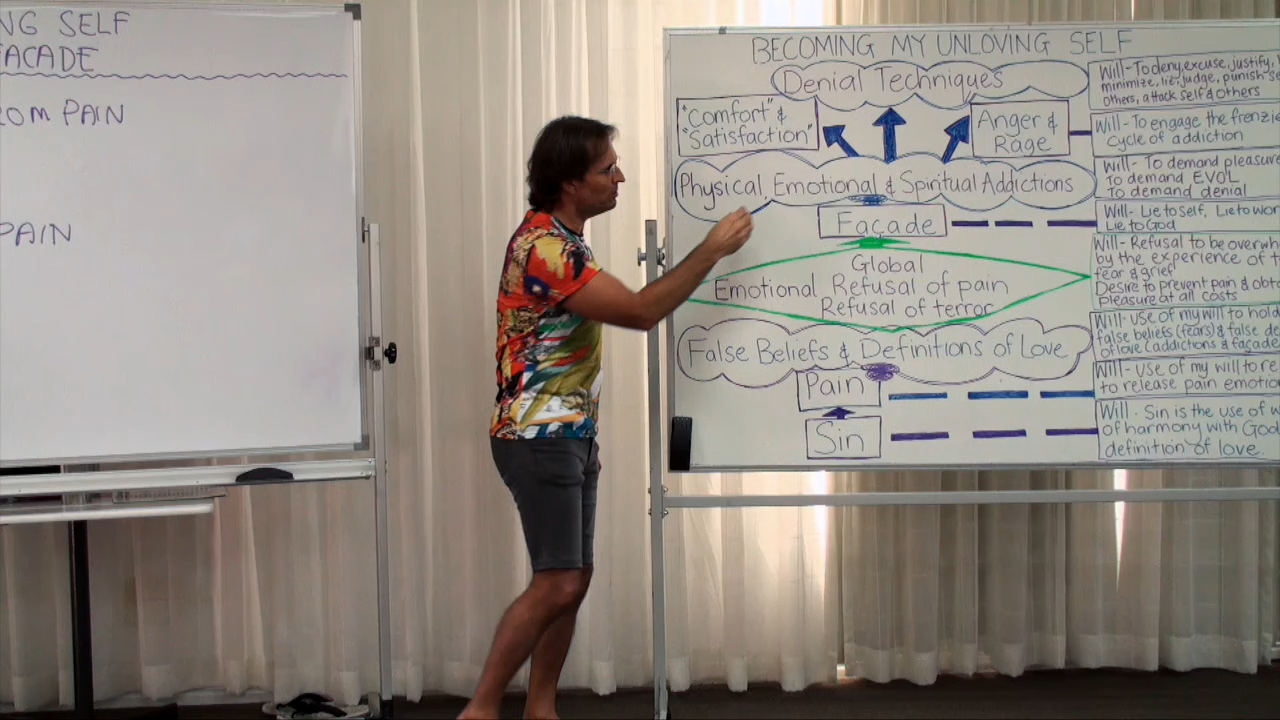 NG SELF
FACADE
OM PAIN
PAIN
BECOMING MY UNLOVING SELF
Denial Techniques
"Comfort" &
"Satisfaction"
Anger &
Rage
Physical, Emotional & Spiritual Addictions
Façade
Global
Emotional Refusal of pain
Refusal of terror
False Beliefs & Definitions of Love
Pain
Sin
Will - To deny, excuse, justify,
minimize, lie, judge, punish
others, attack self & others
Will - To engage the frenzie
cycle of addiction
Will - To demand pleasure
To demand EVOL
To demand denial
Will - Lie to self, Lie to wor
Lie to God
Will - Refusal to be overwh
by the experience of t
fear & grief
Desire to prevent pain & obt
pleasure at all costs
Will - use of my will to hold
false beliefs (fears) & false de
of love (addictions & façade
Will - use of my will to re
to release pain emotio
Will - Sin is the use of w
of harmony with God
definition of love